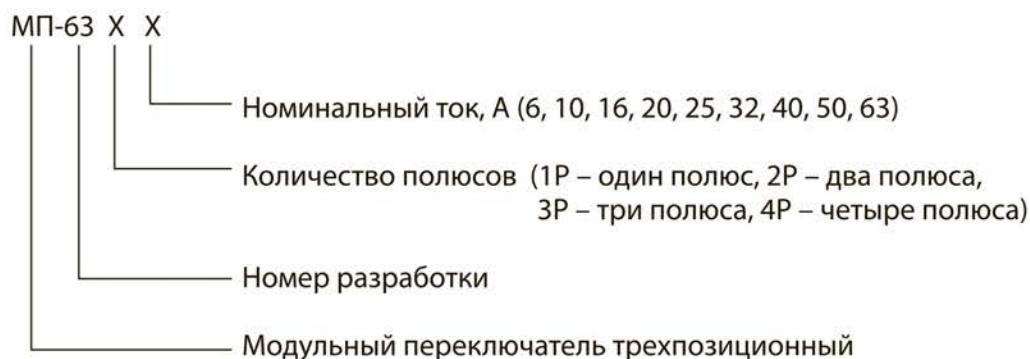 МП-63 X X
Номинальный ток, А (6, 10, 16, 20, 25, 32, 40, 50, 63)
Количество полюсов (1Р – один полюс, 2Р – два полюса,
3Р – три полюса, 4Р – четыре полюса)
Номер разработки
Модульный переключатель трехпозиционный